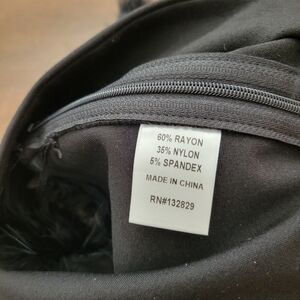 60% RAYON
35% NYLON
5% SPANDEX
MADE IN CHINA
RN#132829